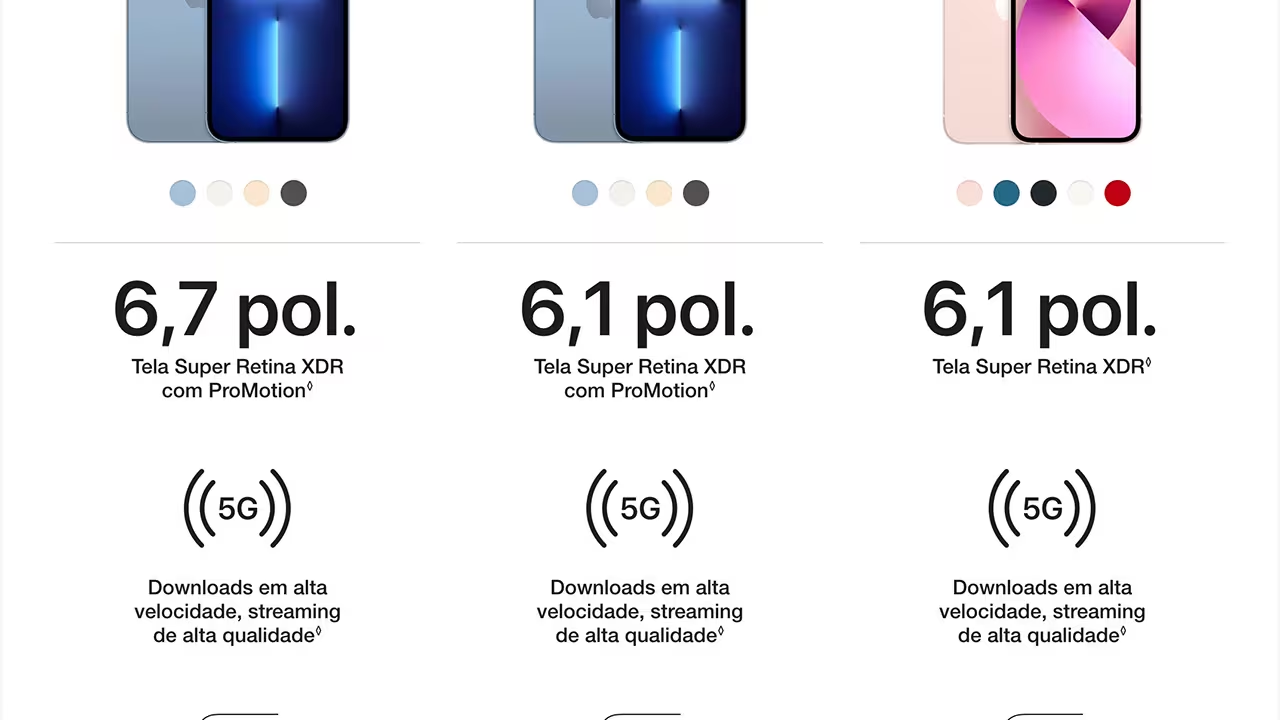 6,7 pol.
Tela Super Retina XDR
com ProMotion◊
5G
Downloads em alta
velocidade, streaming
de alta qualidade◊
6,1 pol.
Tela Super Retina XDR
com ProMotion◊
5G
Downloads em alta
velocidade, streaming
de alta qualidade◊
6,1 pol.
Tela Super Retina XDR◊
5G
Downloads em alta
velocidade, streaming
de alta qualidade◊